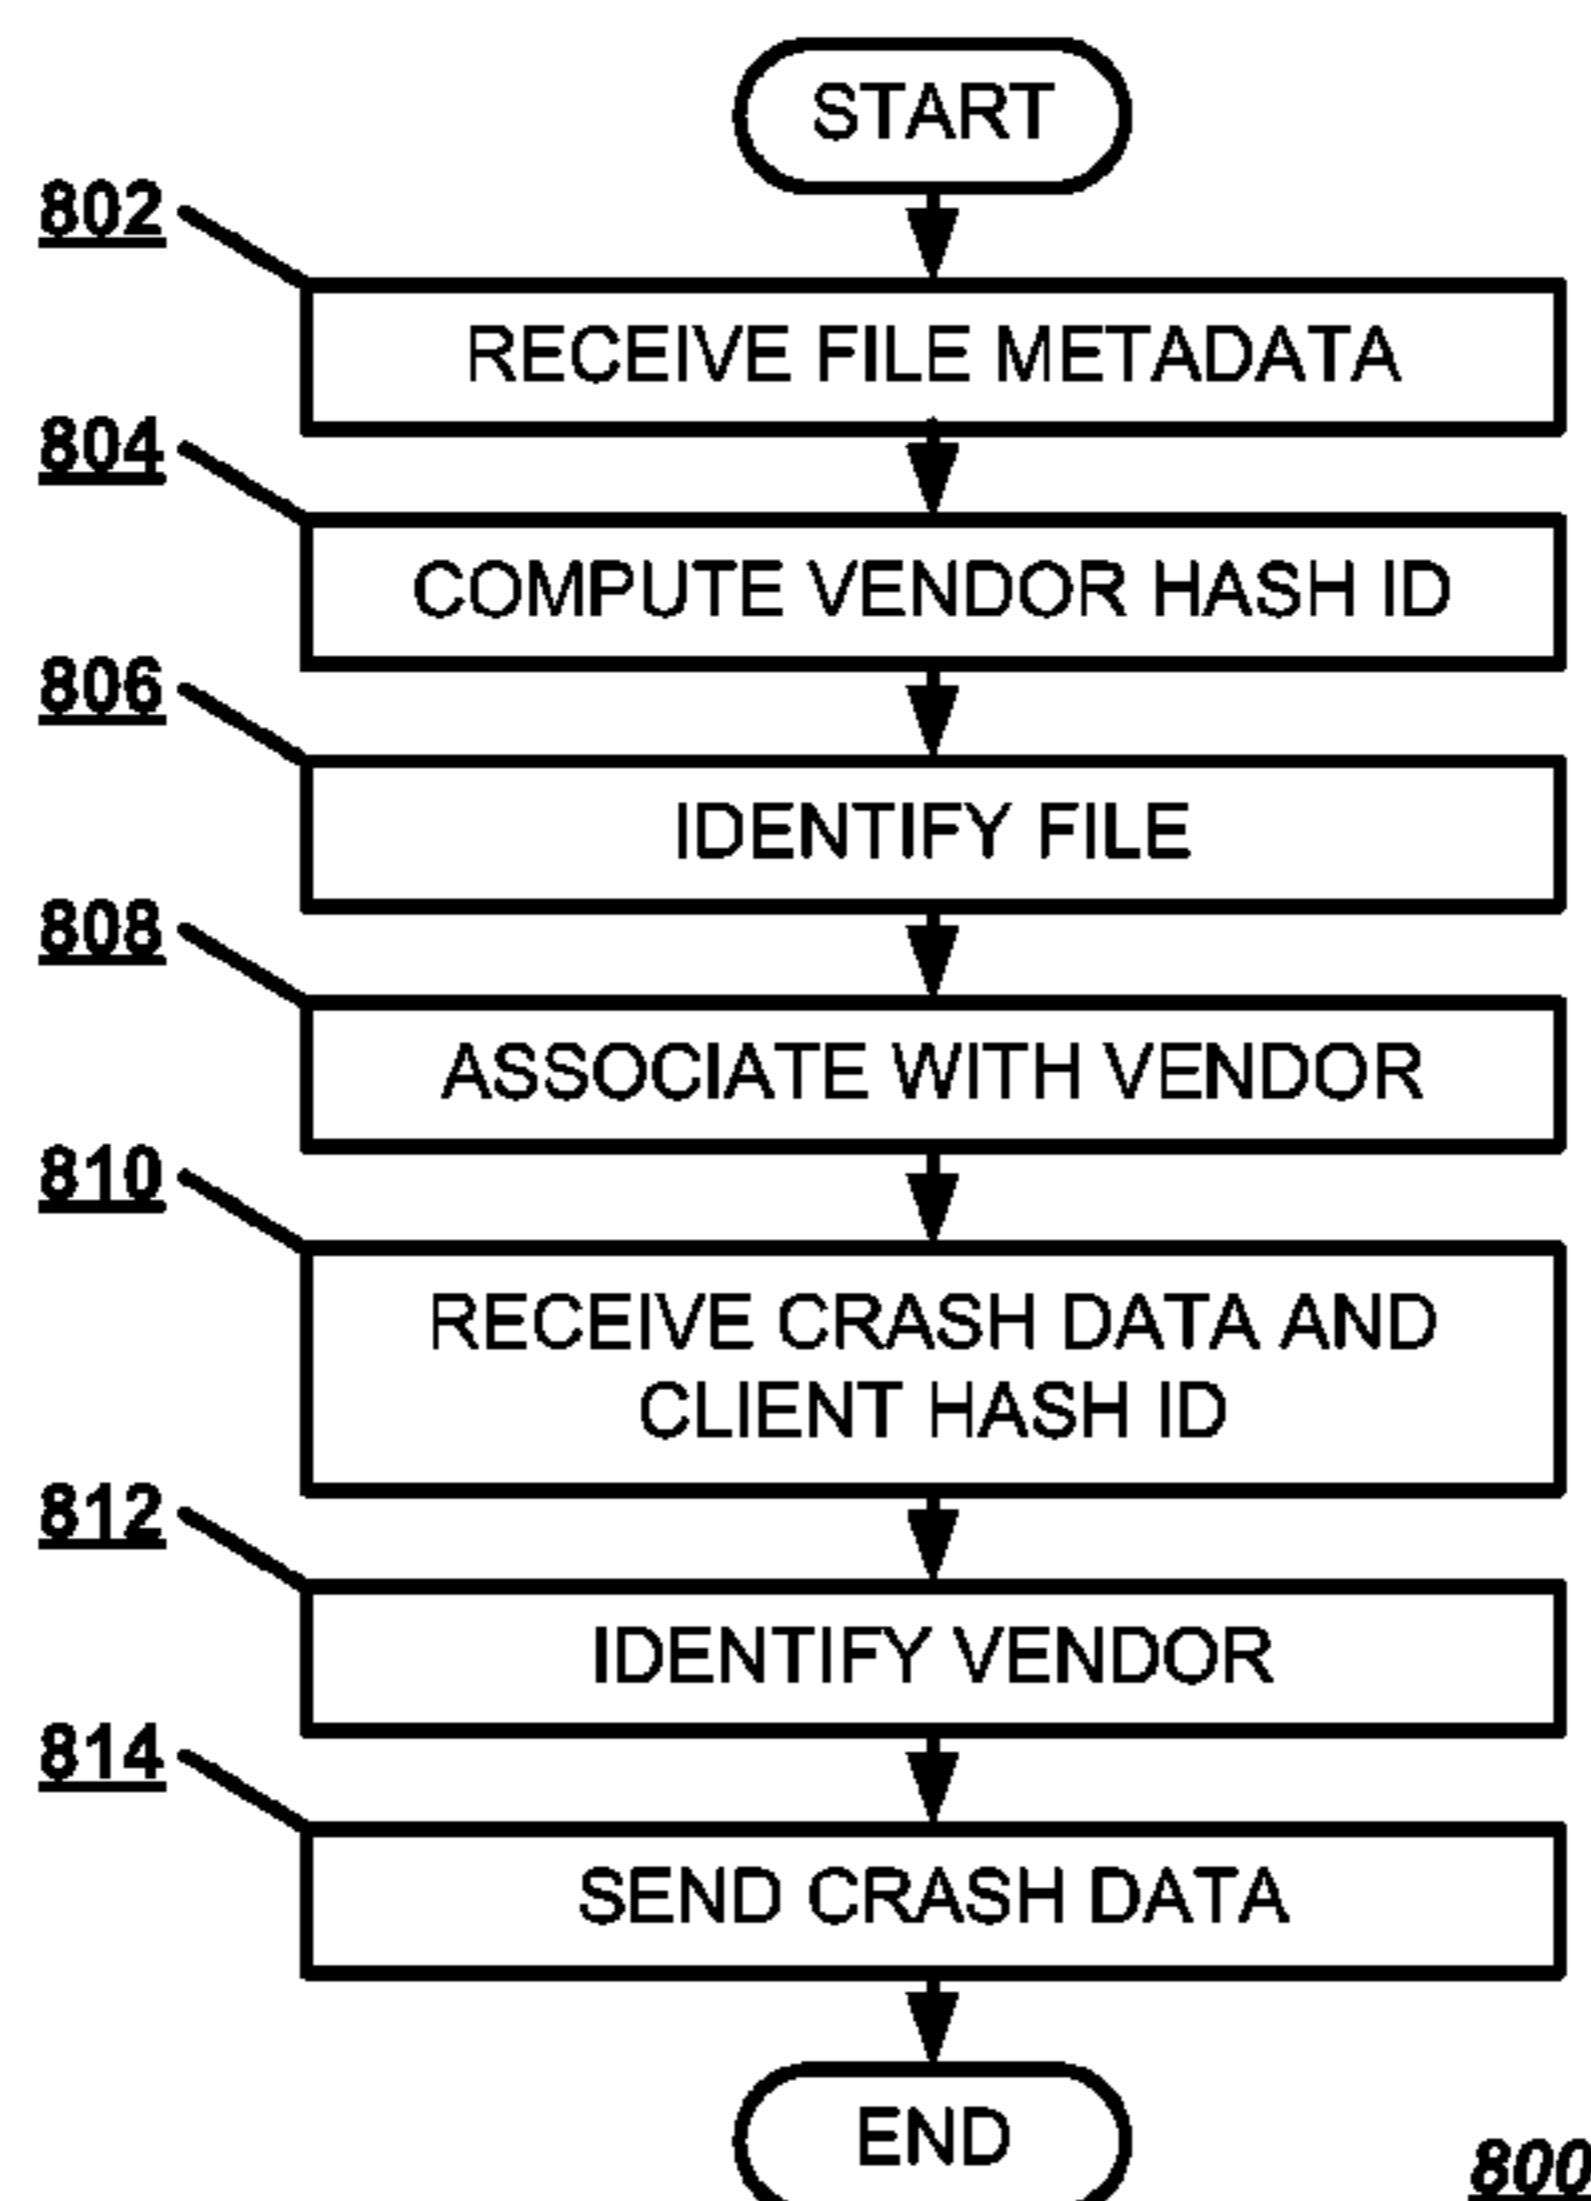 START
802
RECEIVE FILE METADATA
804
COMPUTE VENDOR HASH ID
806
IDENTIFY FILE
808
ASSOCIATE WITH VENDOR
810
RECEIVE CRASH DATA AND
CLIENT HASH ID
812
IDENTIFY VENDOR
814
SEND CRASH DATA
END
800